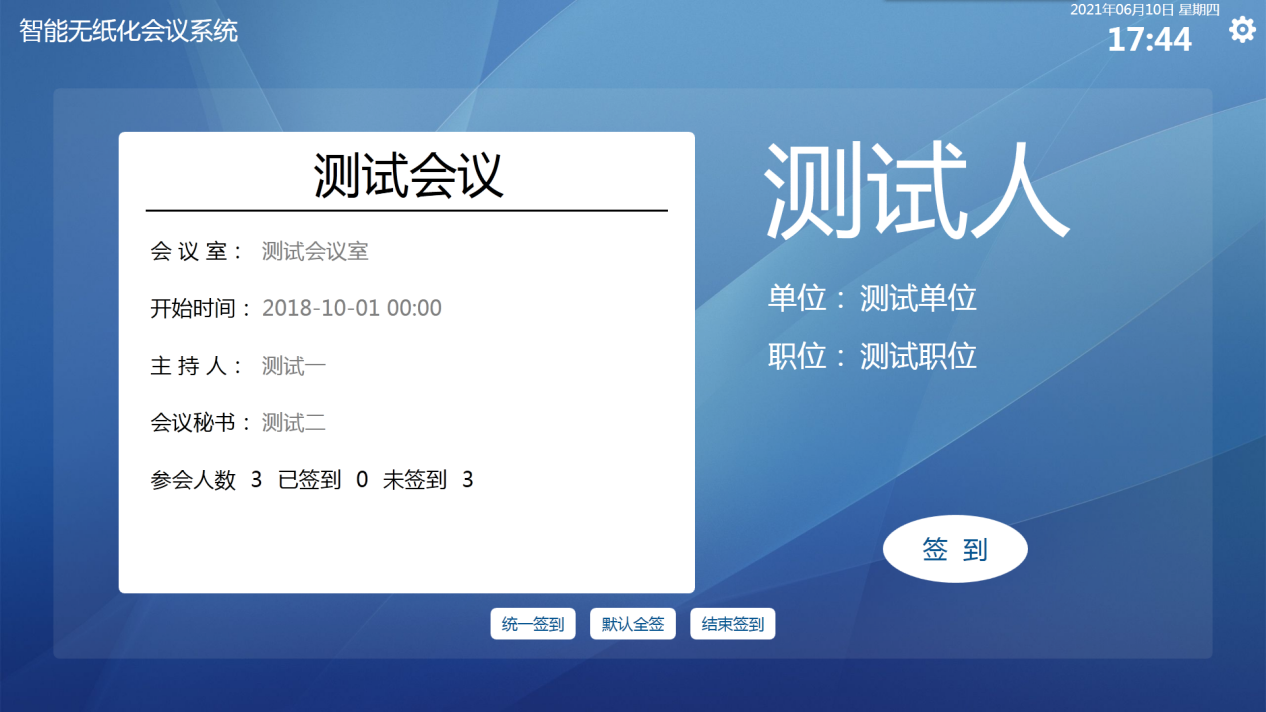 智能无纸化会议系统
2021年06月10日 星期四
17:44
测试会议
会 议 室： 测试会议室
开始时间： 2018-10-01 00:00
主 持 人： 测试一
会议秘书： 测试二
参会人数 3 已签到 0 未签到 3
测试人
单位： 测试单位
职位： 测试职位
签 到
统一签到 默认全签 结束签到